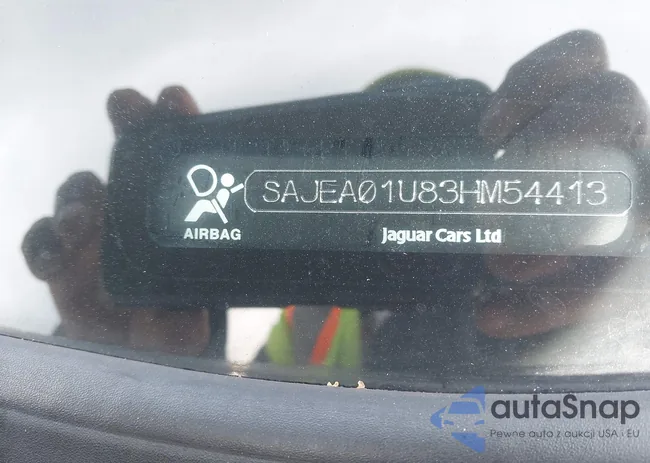 SAJEA01U83HM54413
AIRBAG
Jaguar Cars Ltd
autaSnap
Pewne auta z aukcji USA i EU